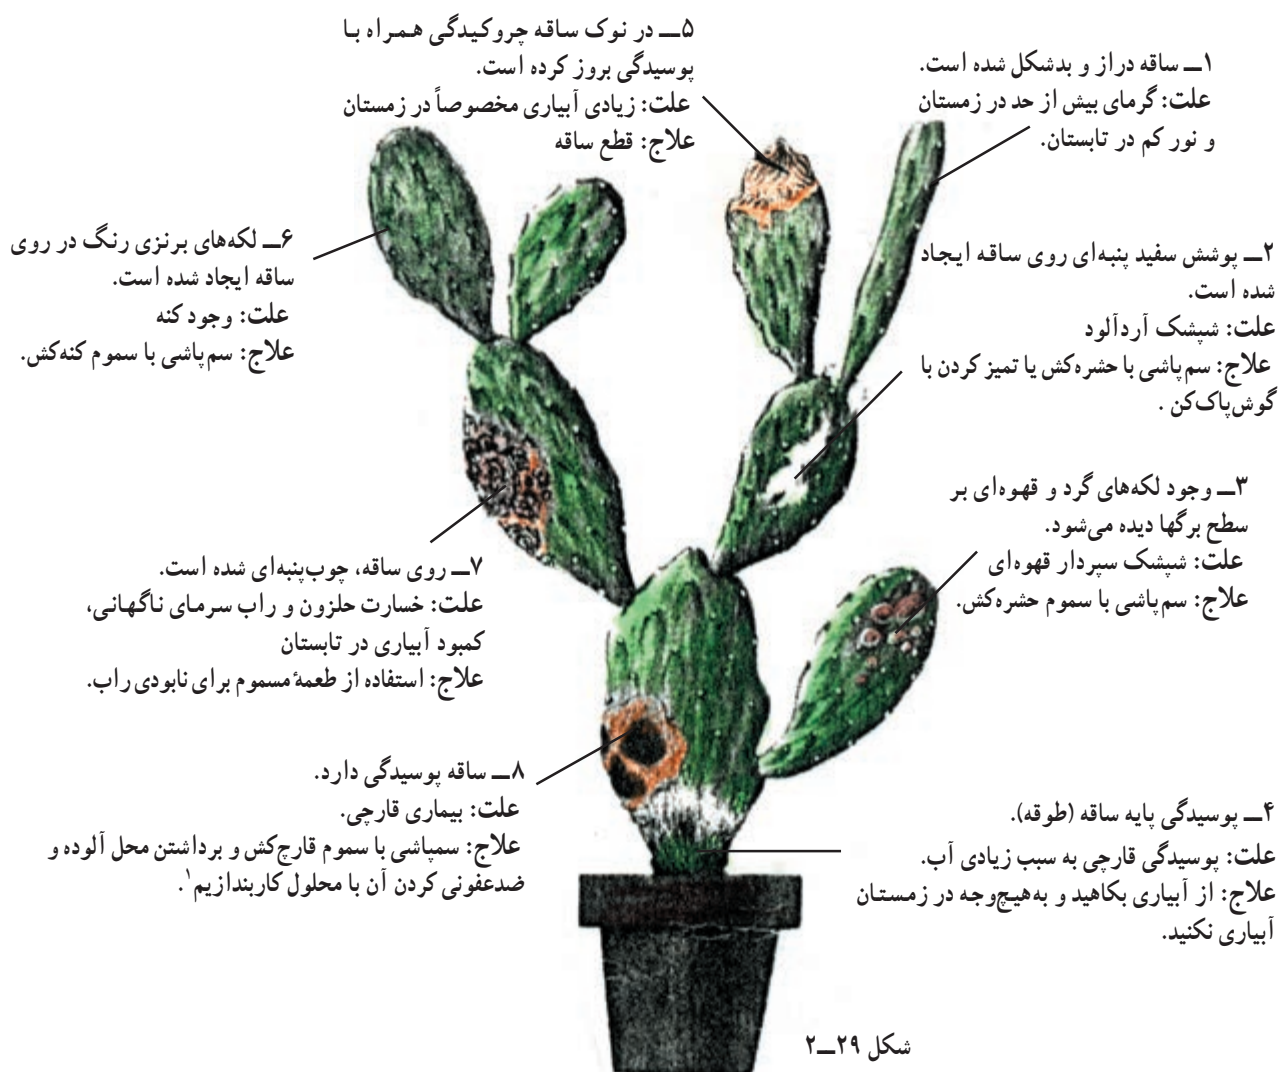 ۱ــ ساقه دراز و بدشکل شده است.
علت: گرمای بیش از حد در زمستان
و نور کم در تابستان.
۲ــ پوشش سفید پنبه‌ای روی ساقه ایجاد
شده است.
علت: شپشک آردآلود
علاج: سم‌پاشی با حشره‌کش یا تمیز کردن با
گوش‌پاک‌کن .
۳ــ وجود لکه‌های گرد و قهوه‌ای بر
سطح برگها دیده می‌شود.
علت: شپشک سپردار قهوه‌ای
علاج: سم‌پاشی با سموم حشره‌کش.
۴ــ پوسیدگی پایه ساقه (طوقه).
علت: پوسیدگی قارچی به سبب زیادی آب.
علاج: از آبیاری بکاهید و به‌هیچ‌وجه در زمستان
آبیاری نکنید.
۵ــ در نوک ساقه چروکیدگی همراه با
پوسیدگی بروز کرده است.
علت: زیادی آبیاری مخصوصاً در زمستان
علاج: قطع ساقه
۶ــ لکه‌های برنزی رنگ در روی
ساقه ایجاد شده است.
علت: وجود کنه
علاج: سم‌پاشی با سموم کنه‌کش.
۷ــ روی ساقه، چوب‌پنبه‌ای شده است.
علت: خسارت حلزون و راب سرمای ناگهانی،
کمبود آبیاری در تابستان
علاج: استفاده از طعمهٔ مسموم برای نابودی راب.
۸ــ ساقه پوسیدگی دارد.
علت: بیماری قارچی.
علاج: سمپاشی با سموم قارچ‌کش و برداشتن محل آلوده و
ضدعفونی کردن آن با محلول کاربندازیم۱.
شکل ۲۹ــ۲